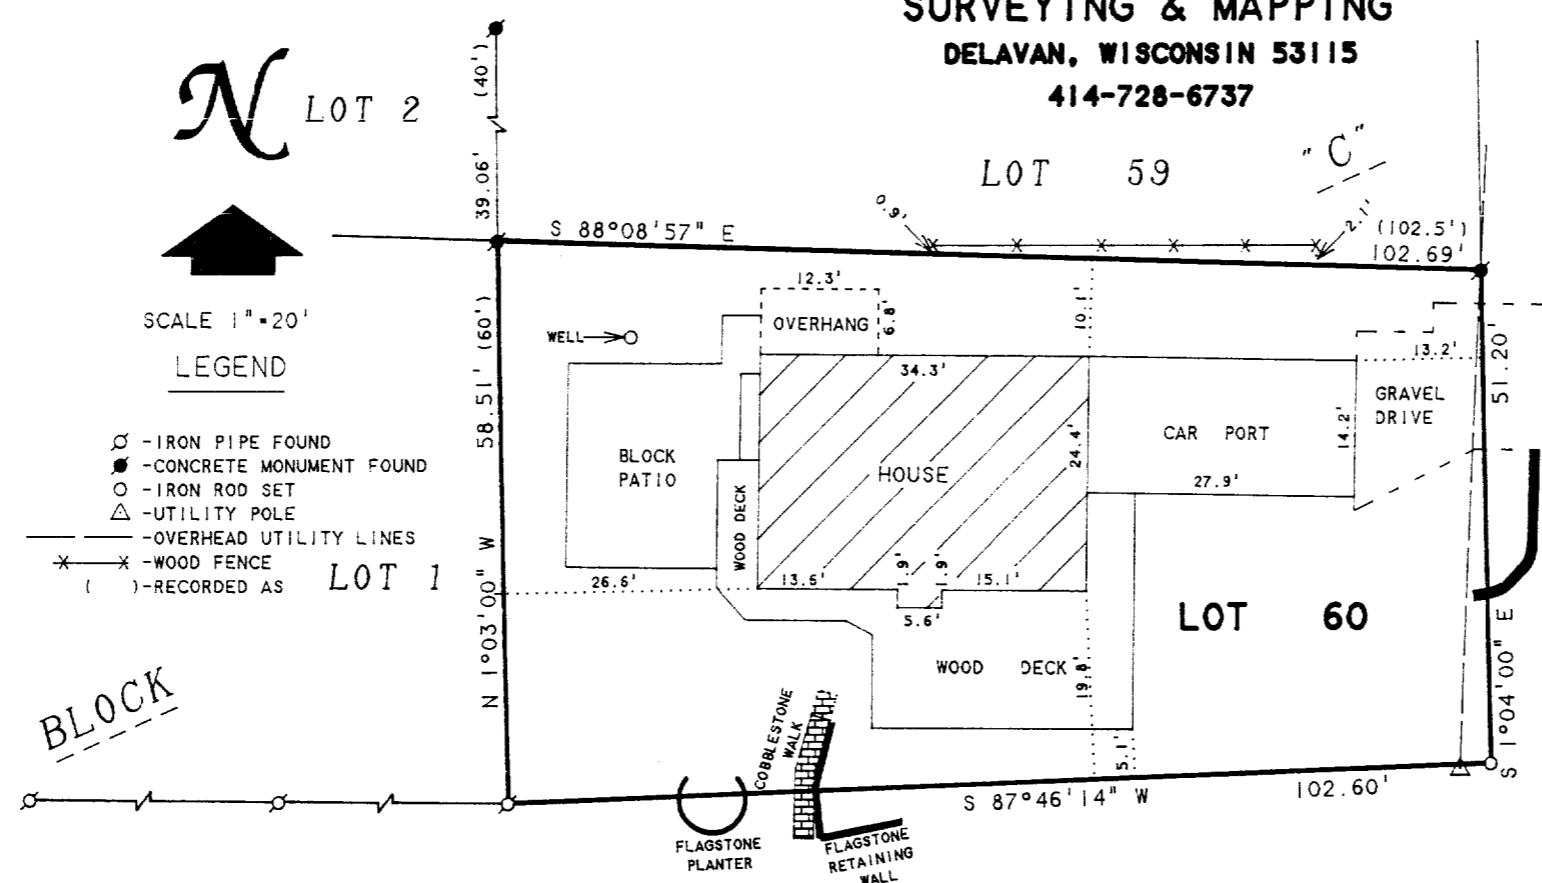 SURVEYING & MAPPING
DELAVAN, WISCONSIN 53115
414-728-6737
N
LOT 2
(40')
39.06'
LOT 59
"C"
0.9'
2.1'
S 88°08'57" E
(102.5')
102.69'
SCALE 1"=20'
LEGEND
-IRON PIPE FOUND
-CONCRETE MONUMENT FOUND
-IRON ROD SET
-UTILITY POLE
-OVERHEAD UTILITY LINES
-WOOD FENCE
( )-RECORDED AS
LOT 1
BLOCK
58.51' (60')
N 1°03'00" W
WELL
12.3'
OVERHANG
6.8'
10.1'
34.3'
13.2'
51.20'
GRAVEL
DRIVE
CAR PORT
14.2'
24.4'
27.9'
BLOCK
PATIO
HOUSE
WOOD DECK
26.6'
13.6'
1.9'
1.9'
15.1'
5.6'
LOT 60
WOOD DECK
19.8'
5.1'
S 1°04'00" E
COBBLESTONE
WALK
S 87°46'14" W
102.60'
FLAGSTONE
PLANTER
FLAGSTONE
RETAINING
WALL